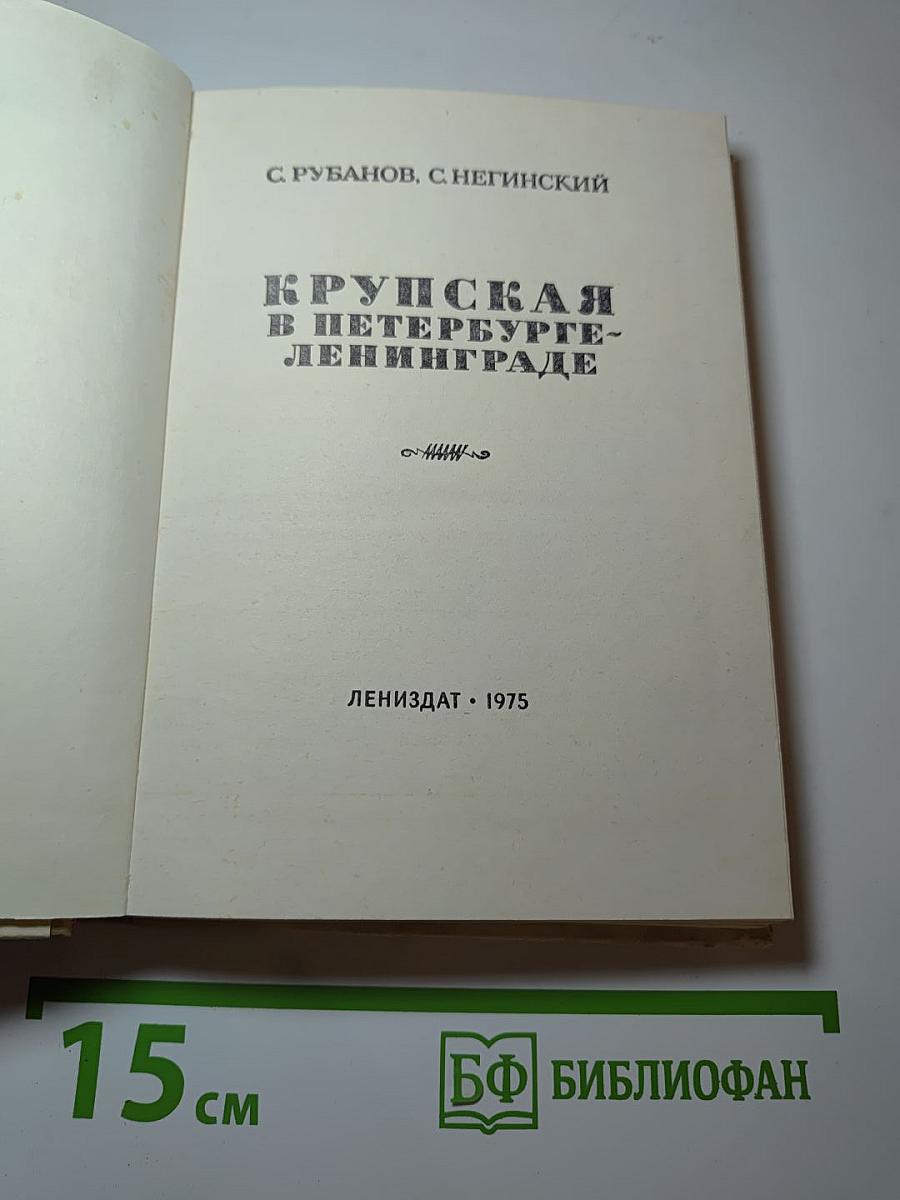 С. РУБАНОВ, С. НЕГИНСКИЙ
КРУПСКАЯ
В ПЕТЕРБУРГЕ-
ЛЕНИНГРАДЕ
ЛЕНИЗДАТ • 1975
15 см
БФ БИБЛИОФАН